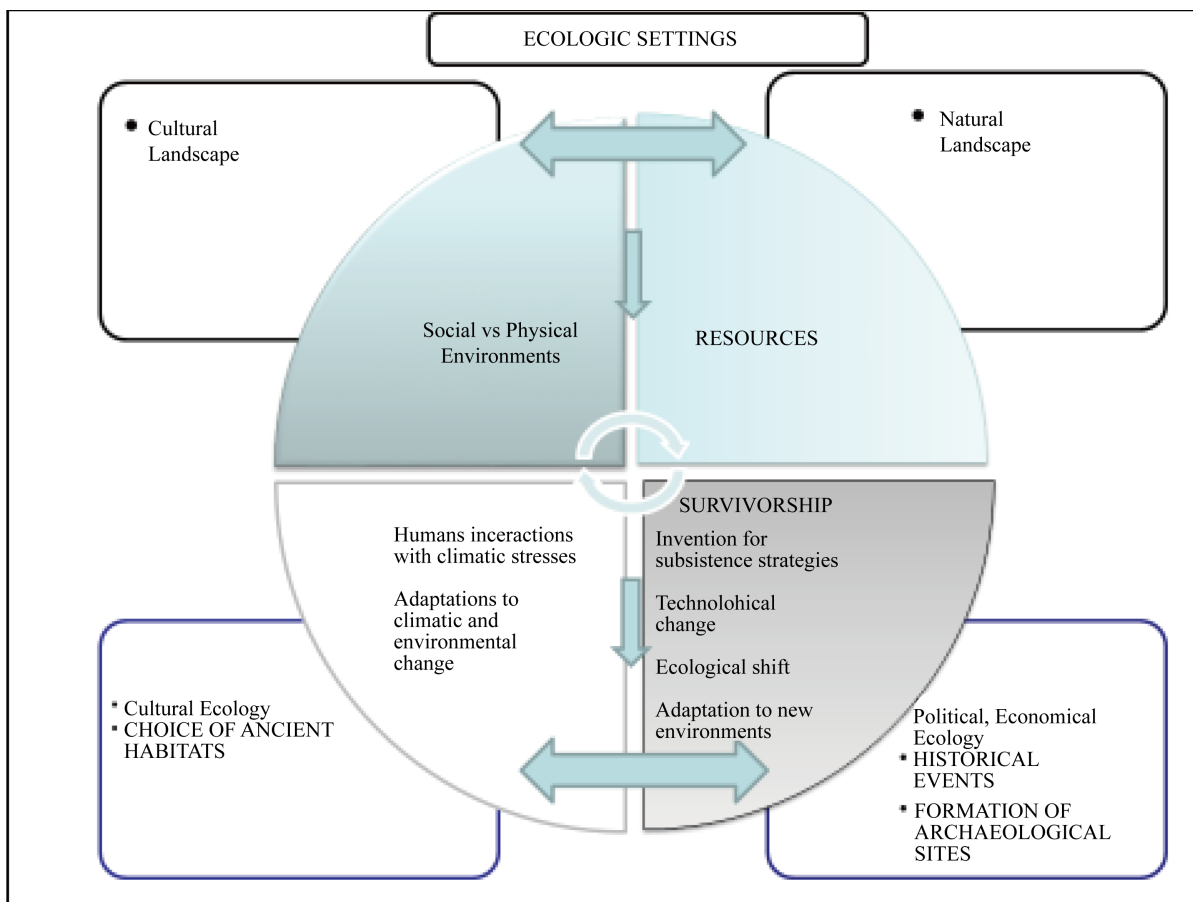 ECOLOGIC SETTINGS
• Cultural
Landscape
• Natural
Landscape
Social vs Physical
Environments
RESOURCES
Humans inceractions
with climatic stresses
Adaptations to
climatic and
environmental
change
SURVIVORSHIP
Invention for
subsistence strategies
Technolohical
change
Ecological shift
Adaptation to new
environments
▪ Cultural Ecology
▪ CHOICE OF ANCIENT
HABITATS
Political, Economical
Ecology
▪ HISTORICAL
EVENTS
▪ FORMATION OF
ARCHAEOLOGICAL
SITES